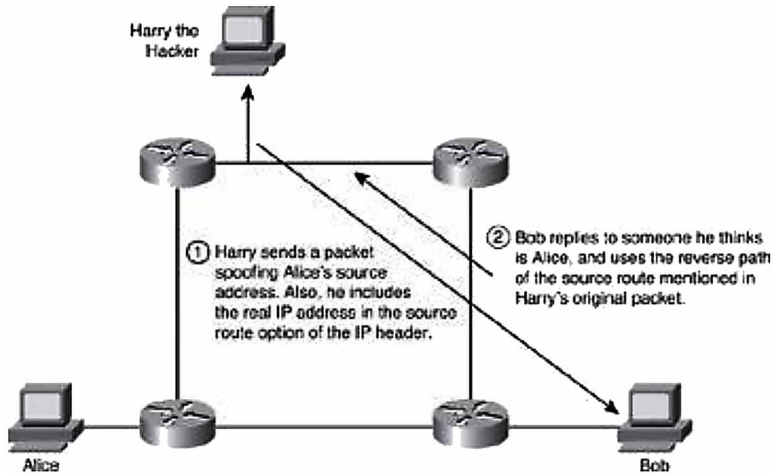 Harry the
Hacker
① Harry sends a packet
spoofing Alice's source
address. Also, he includes
the real IP address in the source
route option of the IP header.
② Bob replies to someone he thinks
is Alice, and uses the reverse path
of the source route mentioned in
Harry's original packet.
Alice
Bob